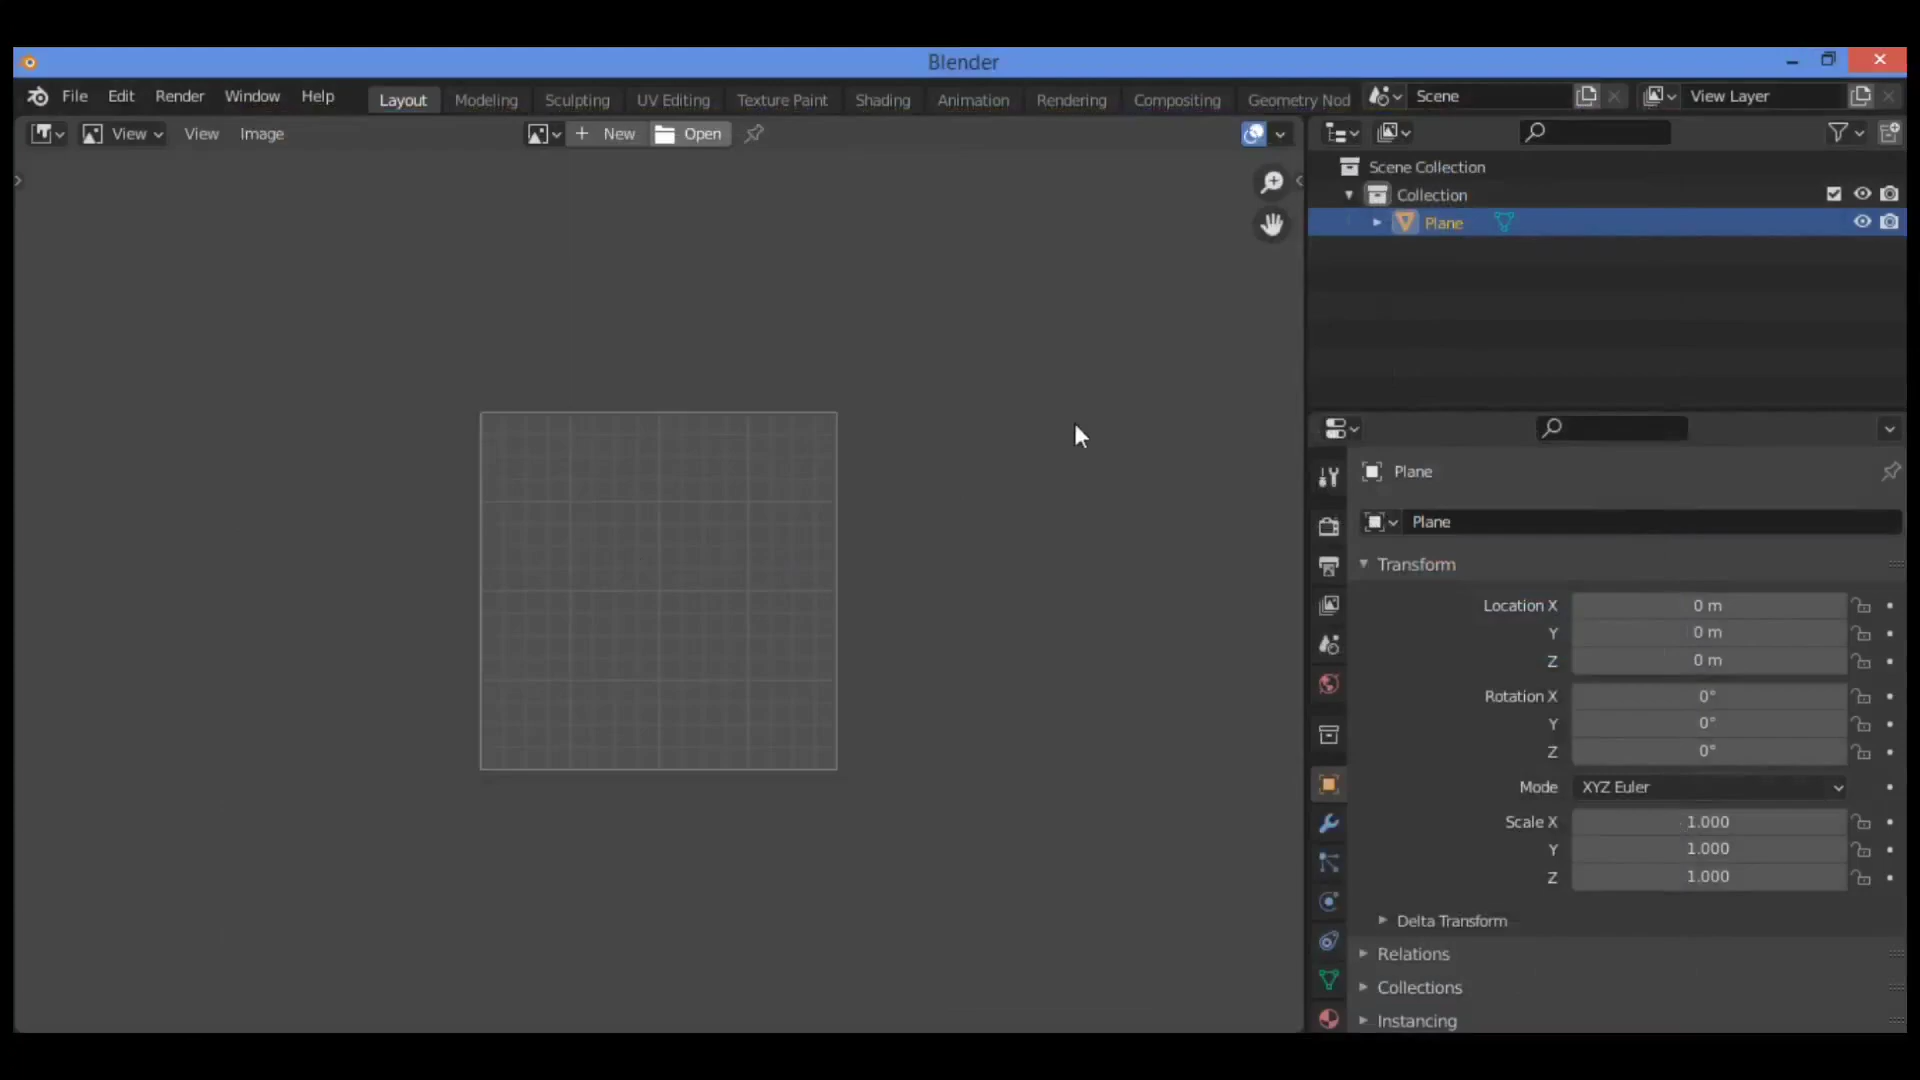 Blender
File Edit Render Window Help Layout Modeling Sculpting UV Editing Texture Paint Shading Animation Rendering Compositing Geometry Nod Scene View Layer
View View Image New Open
Scene Collection
Collection
Plane
Plane
Plane
Transform
Location X 0 m
Y 0 m
Z 0 m
Rotation X 0°
Y 0°
Z 0°
Mode XYZ Euler
Scale X 1.000
Y 1.000
Z 1.000
Delta Transform
Relations
Collections
Instancing